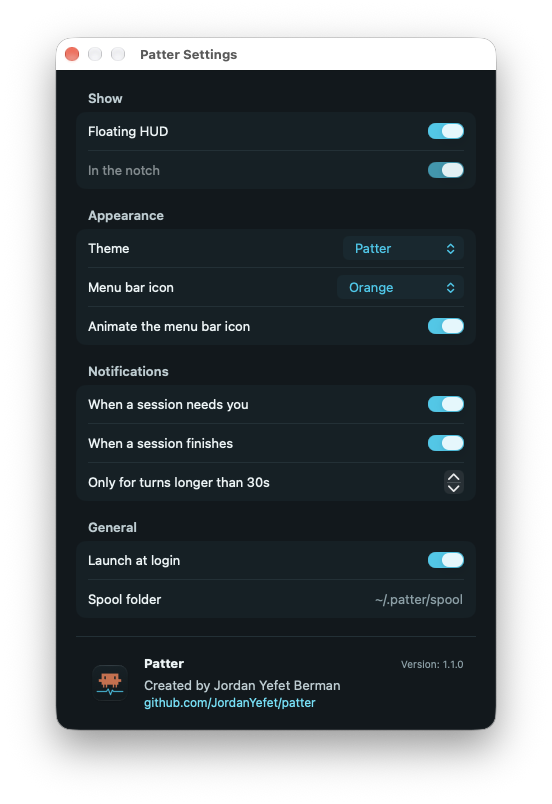 Patter Settings
Show
Floating HUD
In the notch
Appearance
Theme Patter
Menu bar icon Orange
Animate the menu bar icon
Notifications
When a session needs you
When a session finishes
Only for turns longer than 30s
General
Launch at login
Spool folder ~/.patter/spool
Patter Version: 1.1.0
Created by Jordan Yefet Berman
github.com/JordanYefet/patter